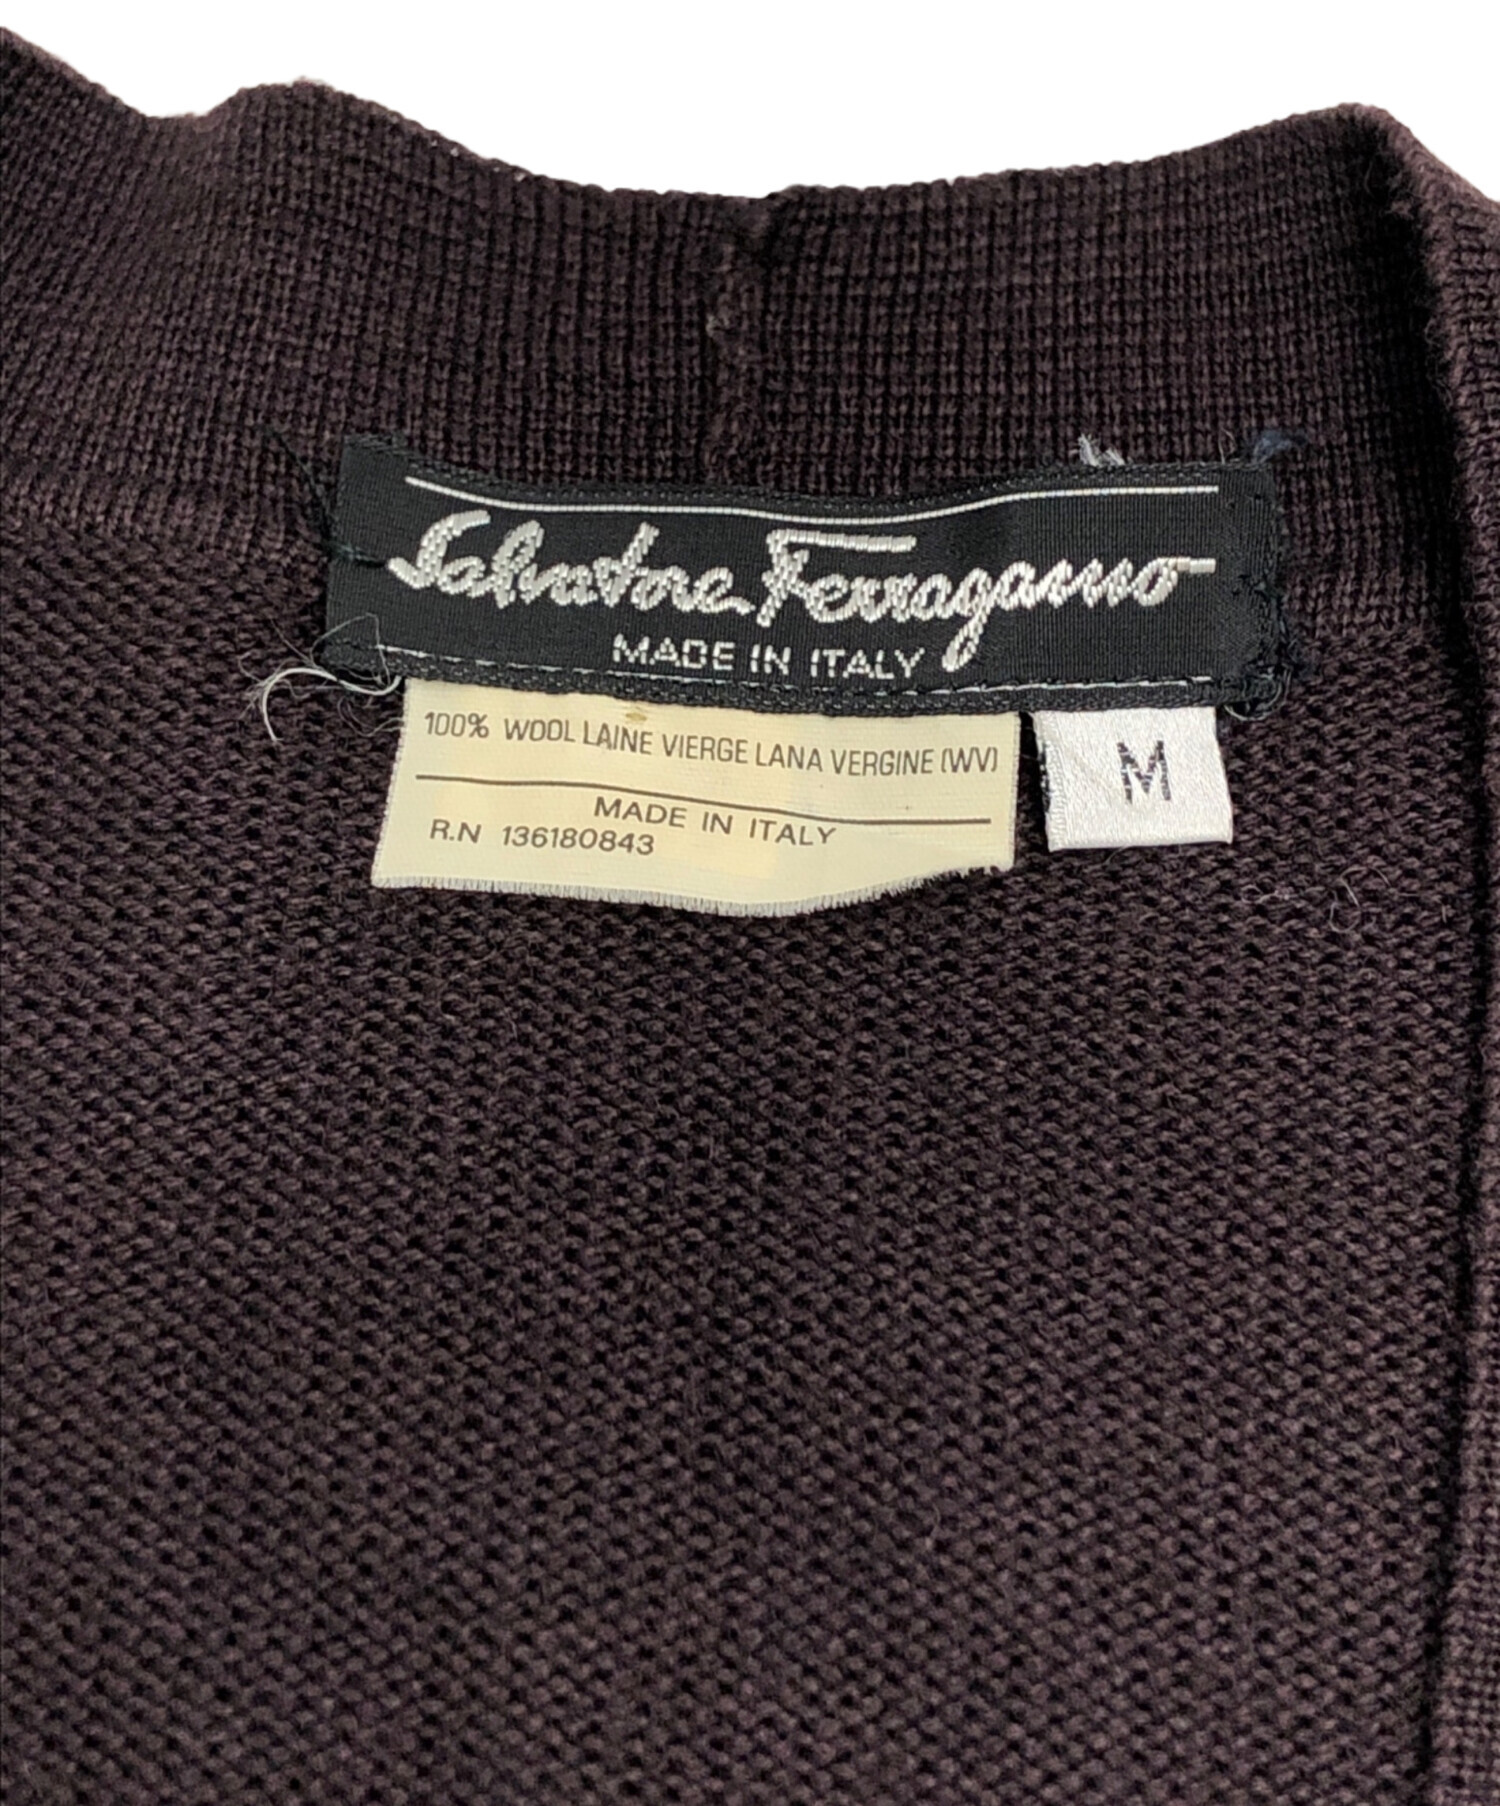 Salvatore Ferragamo
MADE IN ITALY
100% WOOL LAINE VIERGE LANA VERGINE (WV)
MADE IN ITALY
R.N 136180843
M